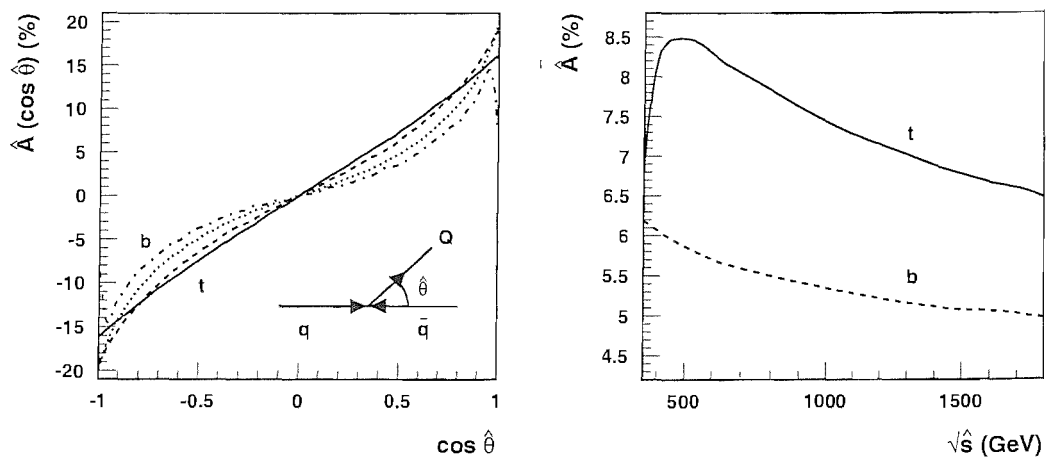 Â (cos θ̂) (%)
20
15
10
5
0
-5
-10
-15
-20
b
t
Q
θ̂
q
q̄
-1
-0.5
0
0.5
1
cos θ̂
Â (%)
8.5
8
7.5
7
6.5
6
5.5
5
4.5
t
b
500
1000
1500
√ŝ (GeV)